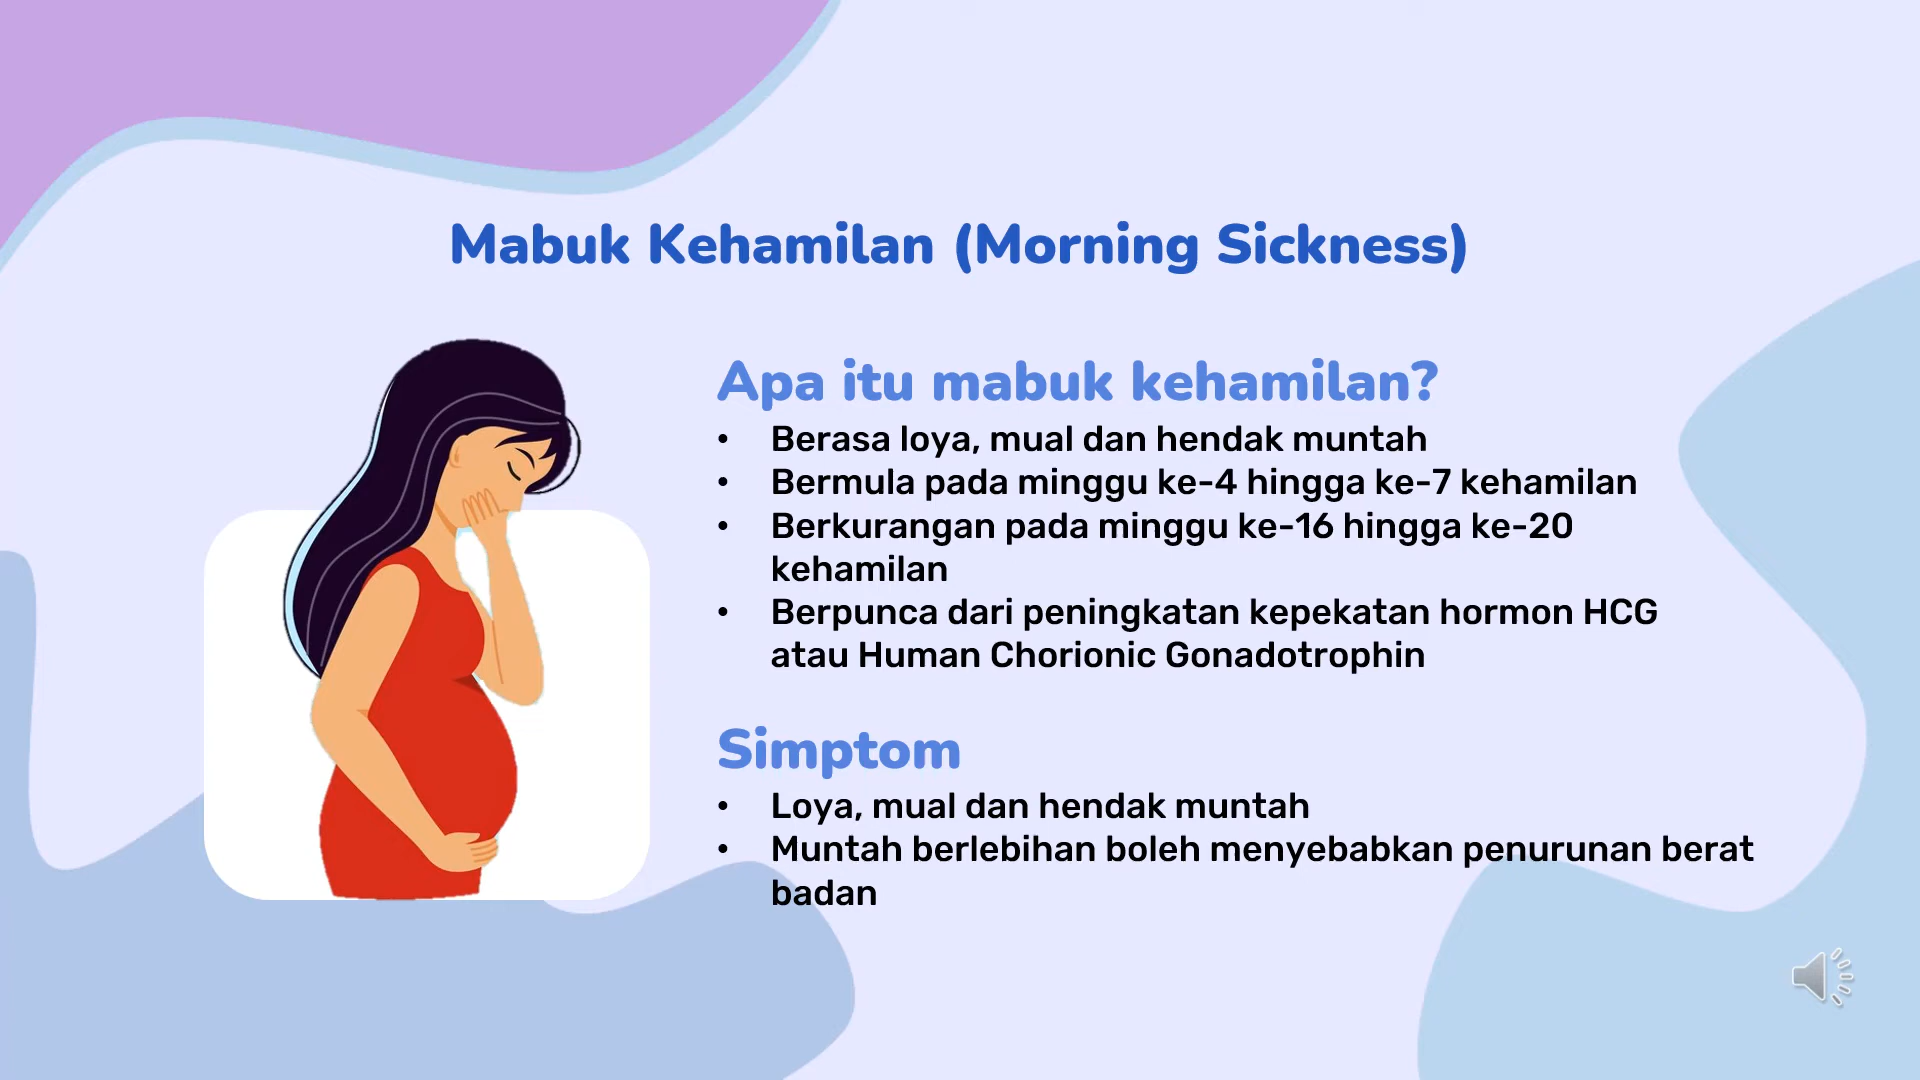 Mabuk Kehamilan (Morning Sickness)
Apa itu mabuk kehamilan?
• Berasa loya, mual dan hendak muntah
• Bermula pada minggu ke-4 hingga ke-7 kehamilan
• Berkurangan pada minggu ke-16 hingga ke-20
kehamilan
• Berpunca dari peningkatan kepekatan hormon HCG
atau Human Chorionic Gonadotrophin
Simptom
• Loya, mual dan hendak muntah
• Muntah berlebihan boleh menyebabkan penurunan berat
badan